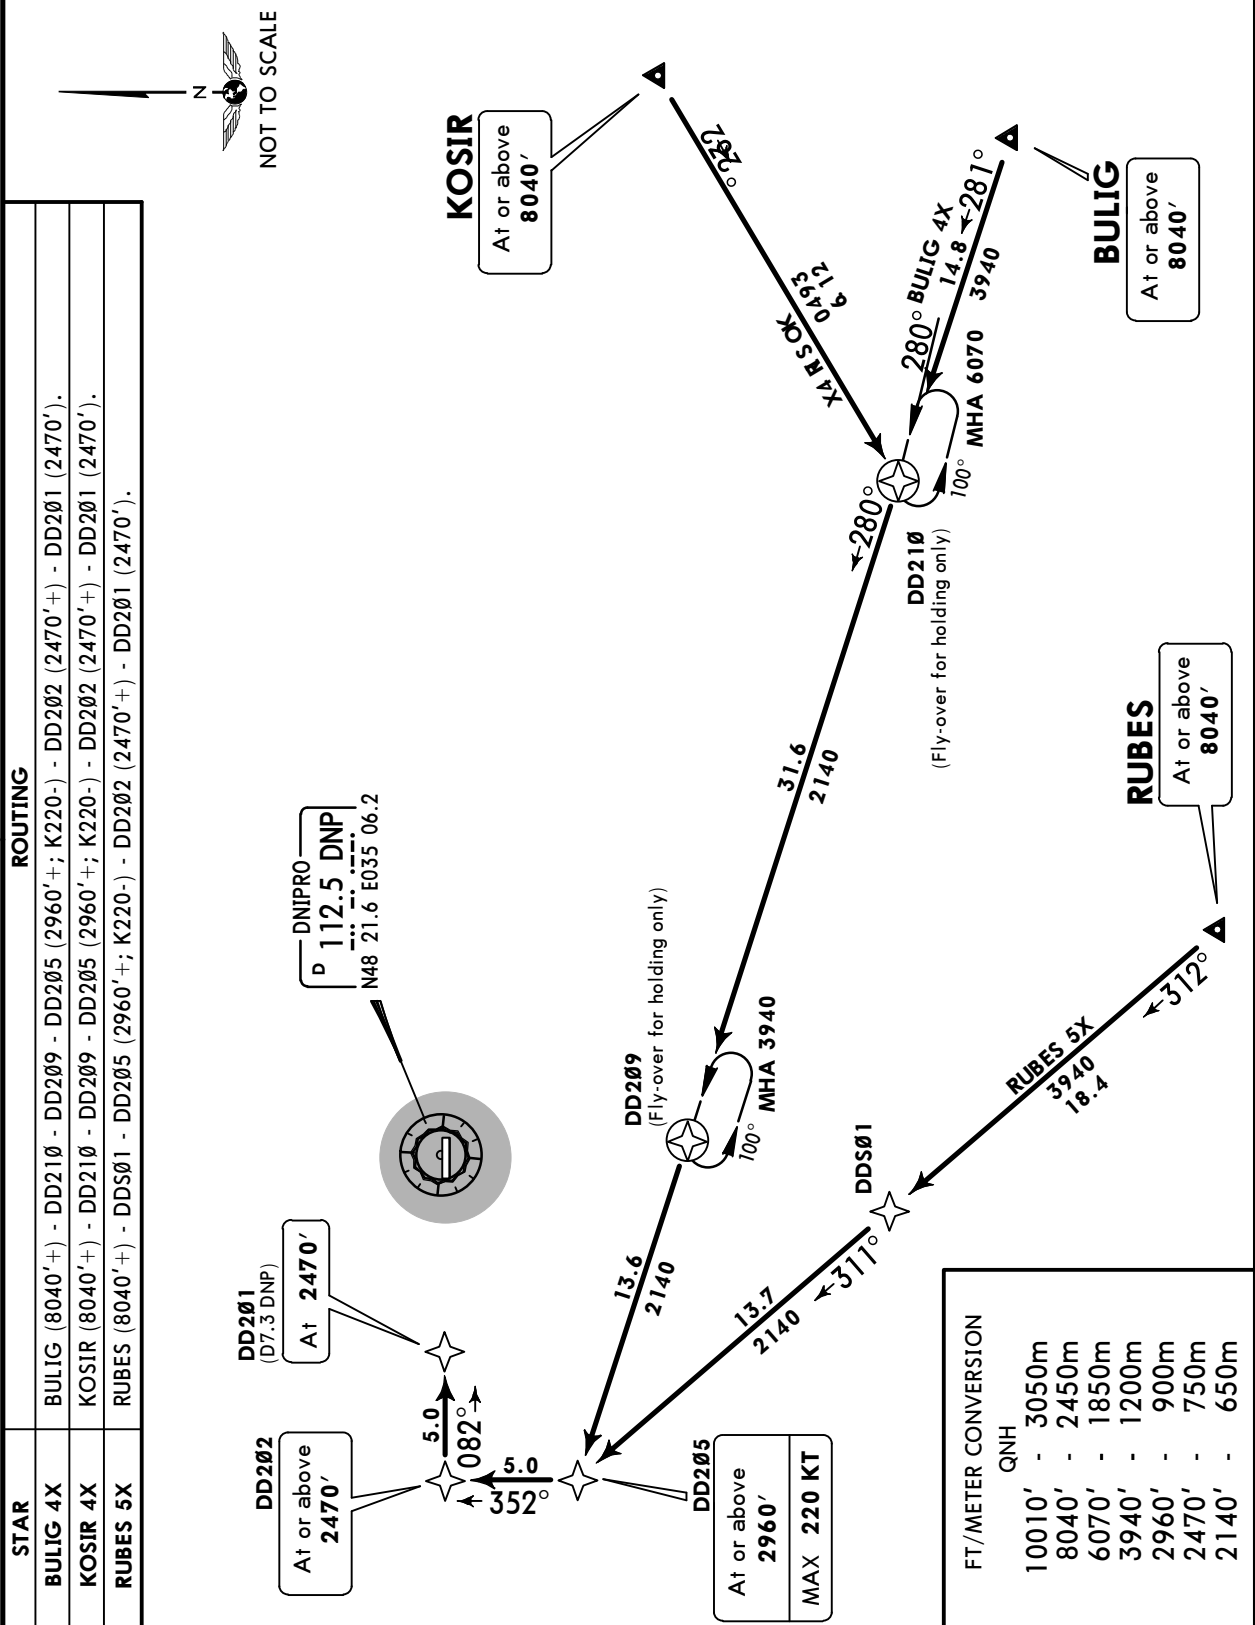 STAR
ROUTING
BULIG 4X
BULIG (8040'+) - DD21Ø - DD2Ø9 - DD2Ø5 (2960'+; K220-) - DD2Ø2 (2470'+) - DD2Ø1 (2470').
KOSIR 4X
KOSIR (8040'+) - DD21Ø - DD2Ø9 - DD2Ø5 (2960'+; K220-) - DD2Ø2 (2470'+) - DD2Ø1 (2470').
RUBES 5X
RUBES (8040'+) - DDSØ1 - DD2Ø5 (2960'+; K220-) - DD2Ø2 (2470'+) - DD2Ø1 (2470').
N
NOT TO SCALE
DNIPRO
D
112.5 DNP
N48 21.6 E035 06.2
KOSIR
At or above
8040'
BULIG
At or above
8040'
280°
BULIG 4X
14.8
3940
281°
MHA 6070
100°
280°
DD21Ø
(Fly-over for holding only)
31.6
2140
DD2Ø9
(Fly-over for holding only)
MHA 3940
100°
13.6
2140
RUBES
At or above
8040'
312°
RUBES 5X
3940
18.4
DDSØ1
311°
13.7
2140
DD2Ø1
(D7.3 DNP)
At 2470'
5.0
082°
DD2Ø2
At or above
2470'
5.0
352°
DD2Ø5
At or above
2960'
MAX 220 KT
FT/METER CONVERSION
QNH
10010' - 3050m
8040' - 2450m
6070' - 1850m
3940' - 1200m
2960' - 900m
2470' - 750m
2140' - 650m